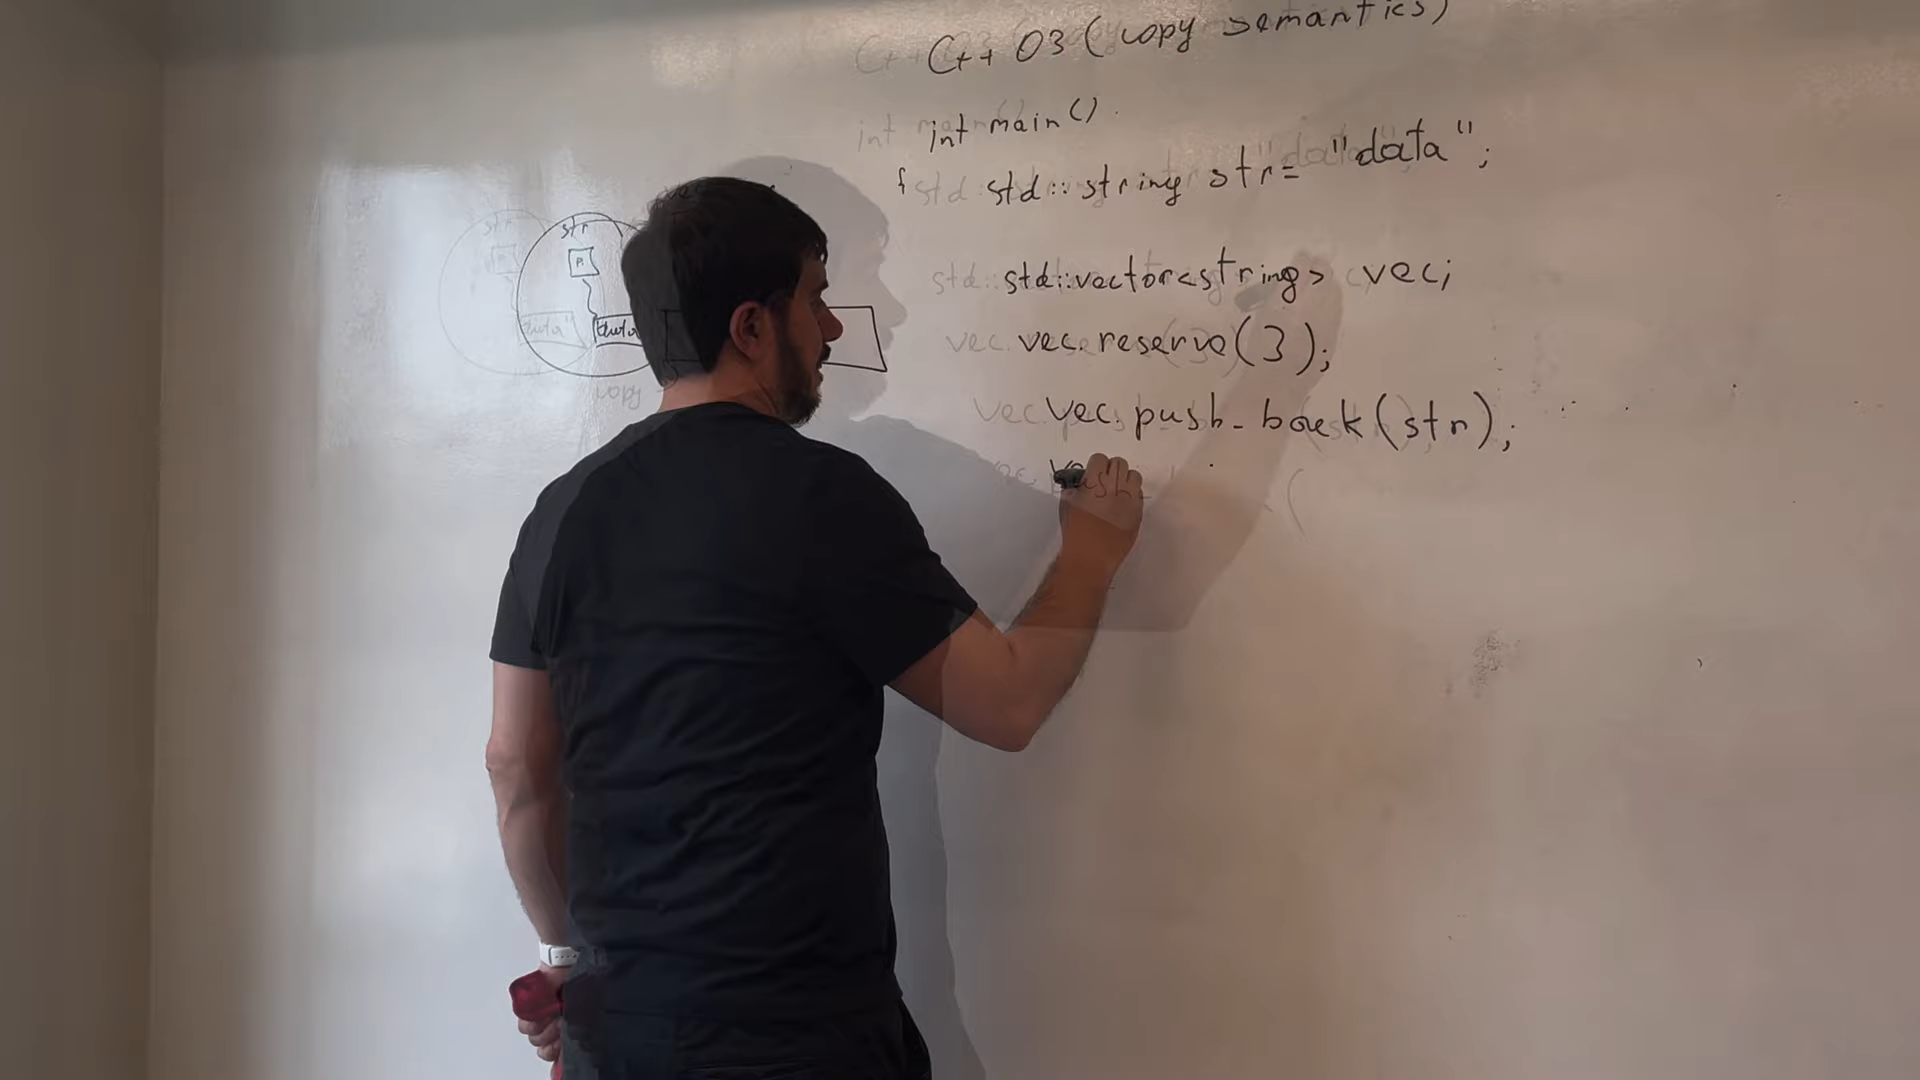 C++ 03 (copy semantics)
int main()
{ std::string str = "data";
std::vector<string> vec;
vec.reserve(3);
vec.push_back(str);
str
P.
copy